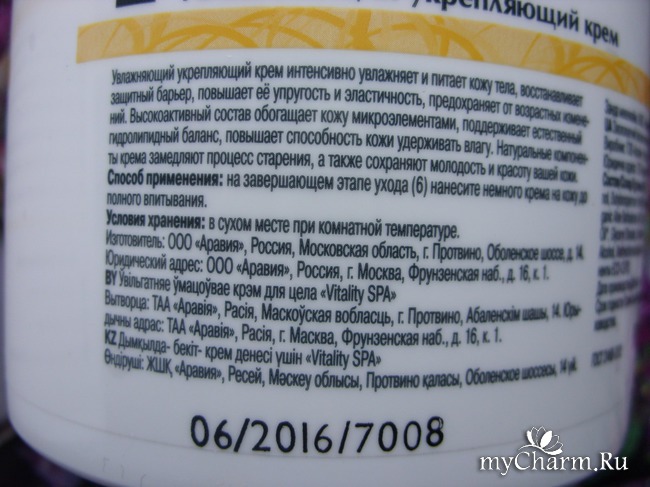 укрепляющий крем
Увлажняющий укрепляющий крем интенсивно увлажняет и питает кожу тела, восстанавливает
защитный барьер, повышает её упругость и эластичность, предохраняет от возрастных измене-
ний. Высокоактивный состав обогащает кожу микроэлементами, поддерживает естественный
гидролипидный баланс, повышает способность кожи удерживать влагу. Натуральные компонен-
ты крема замедляют процесс старения, а также сохраняют молодость и красоту вашей кожи.
Способ применения: на завершающем этапе ухода (6) нанесите немного крема на кожу до
полного впитывания.
Условия хранения: в сухом месте при комнатной температуре.
Изготовитель: ООО «Аравия», Россия, Московская область, г. Протвино, Оболенское шоссе, д. 14.
Юридический адрес: ООО «Аравия», Россия, г. Москва, Фрунзенская наб., д. 16, к. 1.
BY Ўвільгатняе ўмацоўвае крэм для цела «Vitality SPA»
Вытворца: ТАА «Аравія», Расія, Маскоўская вобласць, г. Протвино, Абаленскім шашы, 14. Юри-
дычны адрас: ТАА «Аравія», Расія, г. Масква, Фрунзенская наб., д. 16, к. 1.
KZ Дымқылда- бекіт- крем денесі үшін «Vitality SPA»
Өндіруші: ЖШҚ «Аравия», Ресей, Мәскеу облысы, Протвино қаласы, Оболенское шоссесы, 14 үй.
06/2016/7008
myCharm.Ru